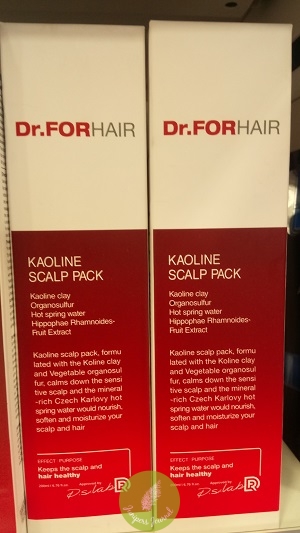 Dr.FORHAIR
KAOLINE
SCALP PACK
Kaoline clay
Organosulfur
Hot spring water
Hippophae Rhamnoides-
Fruit Extract
Kaoline scalp pack, formu
lated with the Koline clay
and Vegetable organosul
fur, calms down the sensi
tive scalp and the mineral
-rich Czech Karlovy hot
spring water would nourish,
soften and moisturize your
scalp and hair
EFFECT · PURPOSE
Keeps the scalp and
hair healthy
Approved by
D.S.Lab
Dr.FORHAIR
KAOLINE
SCALP PACK
Kaoline clay
Organosulfur
Hot spring water
Hippophae Rhamnoides-
Fruit Extract
Kaoline scalp pack, formu
lated with the Koline clay
and Vegetable organosul
fur, calms down the sensi
tive scalp and the mineral
-rich Czech Karlovy hot
spring water would nourish,
soften and moisturize your
scalp and hair
EFFECT · PURPOSE
Keeps the scalp and
hair healthy
Approved by
D.S.Lab